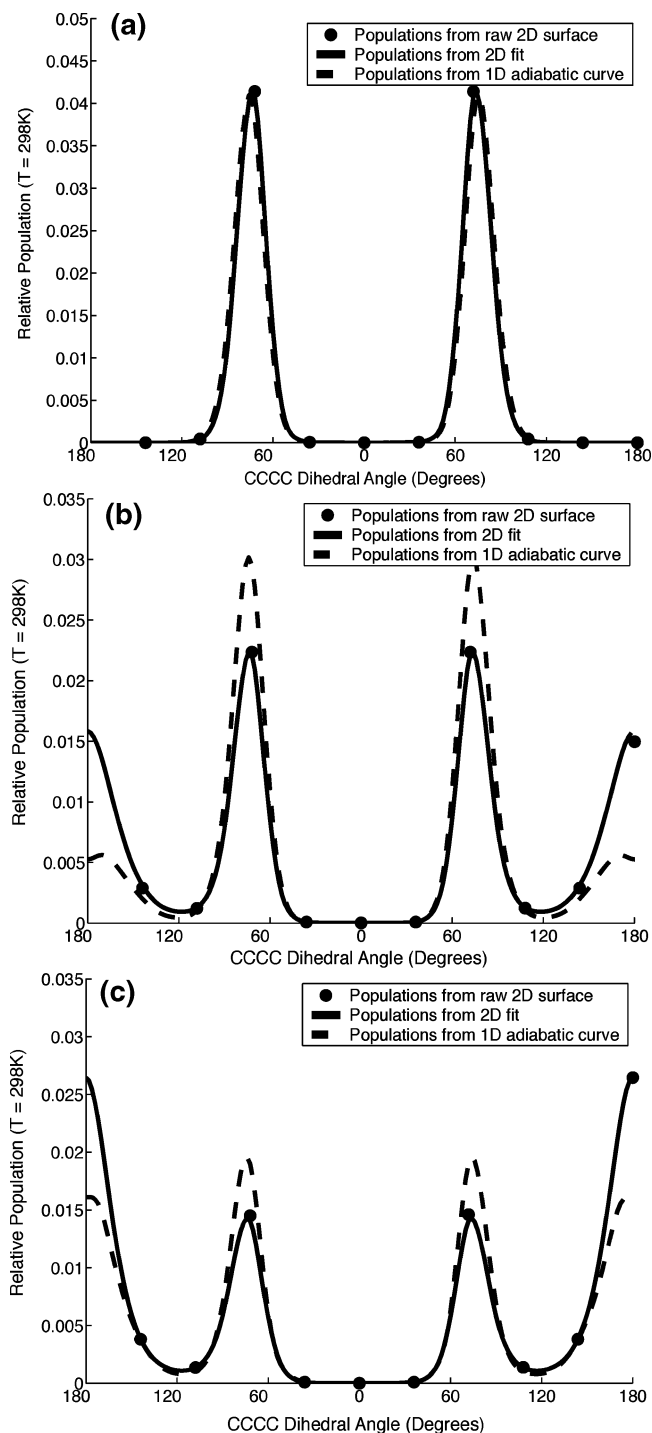 (a)
Populations from raw 2D surface
Populations from 2D fit
Populations from 1D adiabatic curve
0.05
0.045
0.04
0.035
0.03
0.025
0.02
0.015
0.01
0.005
0
Relative Population (T = 298K)
180 120 60 0 60 120 180
CCCC Dihedral Angle (Degrees)
(b)
Populations from raw 2D surface
Populations from 2D fit
Populations from 1D adiabatic curve
0.035
0.03
0.025
0.02
0.015
0.01
0.005
0
Relative Population (T = 298K)
180 120 60 0 60 120 180
CCCC Dihedral Angle (Degrees)
(c)
Populations from raw 2D surface
Populations from 2D fit
Populations from 1D adiabatic curve
0.035
0.03
0.025
0.02
0.015
0.01
0.005
0
Relative Population (T = 298K)
180 120 60 0 60 120 180
CCCC Dihedral Angle (Degrees)